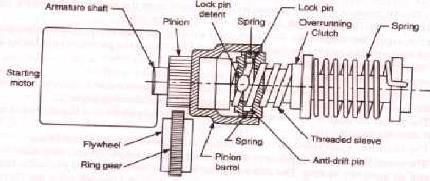 Armature shaft
Pinion
Lock pin
detent
Spring
Lock pin
Overrunning
Clutch
Spring
Starting
motor
Flywheel
Ring gear
Pinion
barrel
Spring
Threaded sleeve
Anti-drift pin